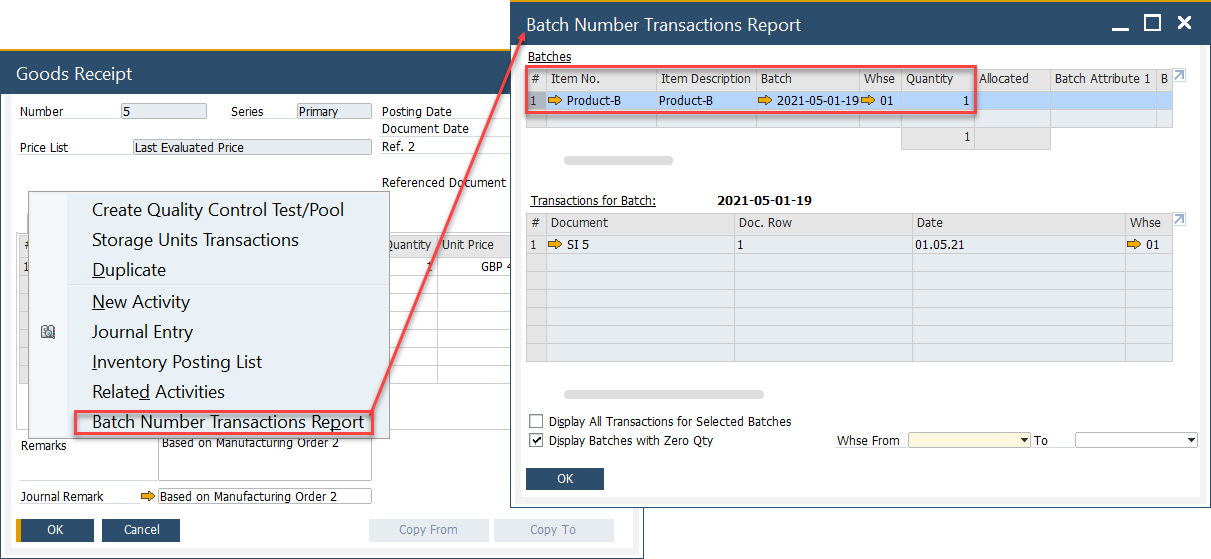 Goods Receipt
Number 5 Series Primary Posting Date
Document Date
Price List Last Evaluated Price Ref. 2
Referenced Document
Create Quality Control Test/Pool
Storage Units Transactions
Duplicate
New Activity
Journal Entry
Inventory Posting List
Related Activities
Batch Number Transactions Report
# Quantity Unit Price
1 1 GBP 4
Remarks Based on Manufacturing Order 2
Journal Remark Based on Manufacturing Order 2
OK Cancel Copy From Copy To
Batch Number Transactions Report
Batches
# Item No. Item Description Batch Whse Quantity Allocated Batch Attribute 1 B
1 Product-B Product-B 2021-05-01-19 01 1
1
Transactions for Batch: 2021-05-01-19
# Document Doc. Row Date Whse
1 SI 5 1 01.05.21 01
Display All Transactions for Selected Batches
Display Batches with Zero Qty Whse From To
OK